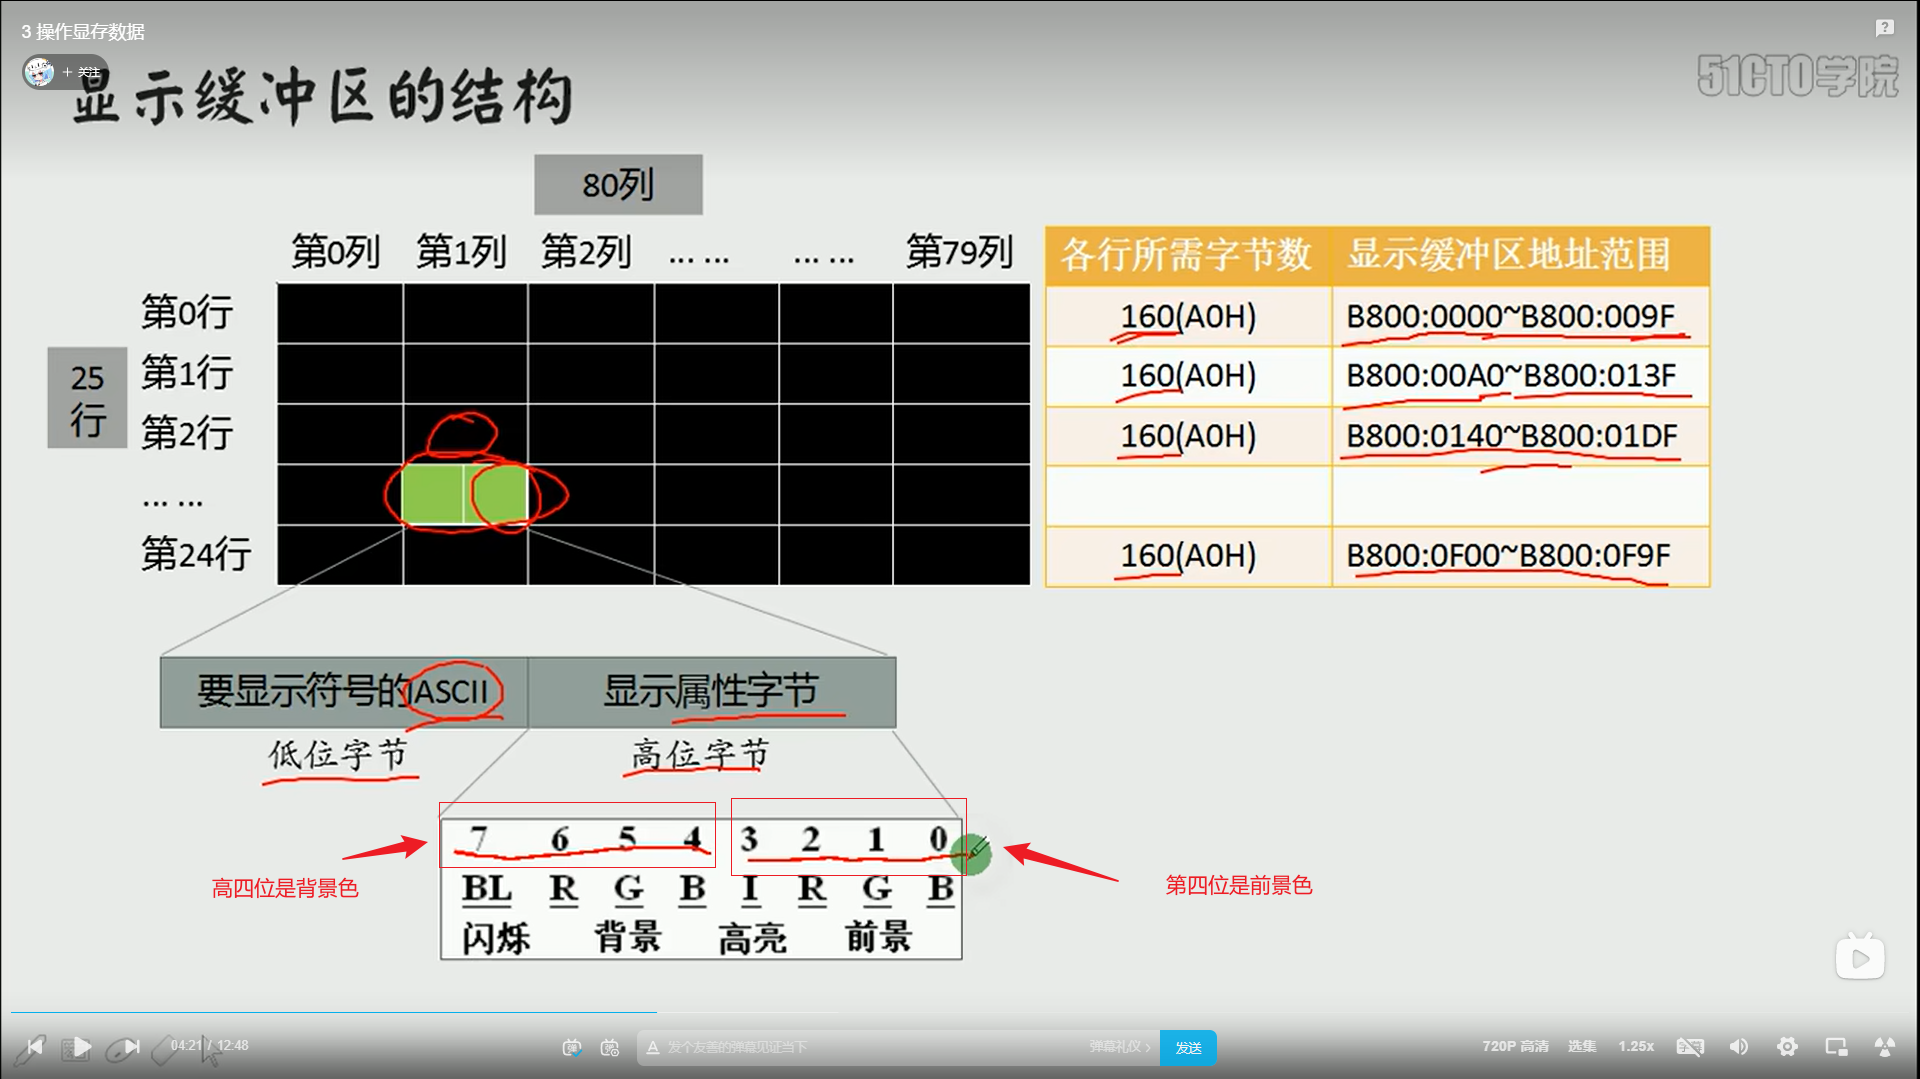 3 操作显存数据
+ 关注
51CTO学院
显示缓冲区的结构
80列
第0列 第1列 第2列 ... ... ... ... 第79列
各行所需字节数 显示缓冲区地址范围
第0行
160(A0H) B800:0000~B800:009F
25
行
第1行
160(A0H) B800:00A0~B800:013F
第2行
160(A0H) B800:0140~B800:01DF
... ...
第24行
160(A0H) B800:0F00~B800:0F9F
要显示符号的ASCII 显示属性字节
低位字节 高位字节
7 6 5 4 3 2 1 0
高四位是背景色
第四位是前景色
BL R G B I R G B
闪烁 背景 高亮 前景
04:21 / 12:48
发个友善的弹幕见证当下
弹幕礼仪 >
发送
720P 高清 选集 1.25x